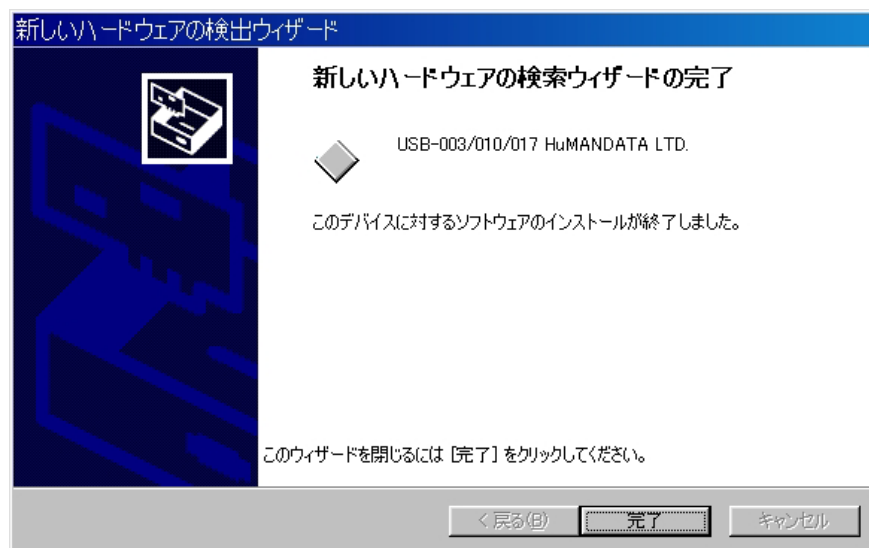 新しいハードウェアの検出ウィザード
新しいハードウェアの検索ウィザードの完了
USB-003/010/017 HuMANDATA LTD.
このデバイスに対するソフトウェアのインストールが終了しました。
このウィザードを閉じるには [完了] をクリックしてください。
< 戻る(B) 完了 キャンセル